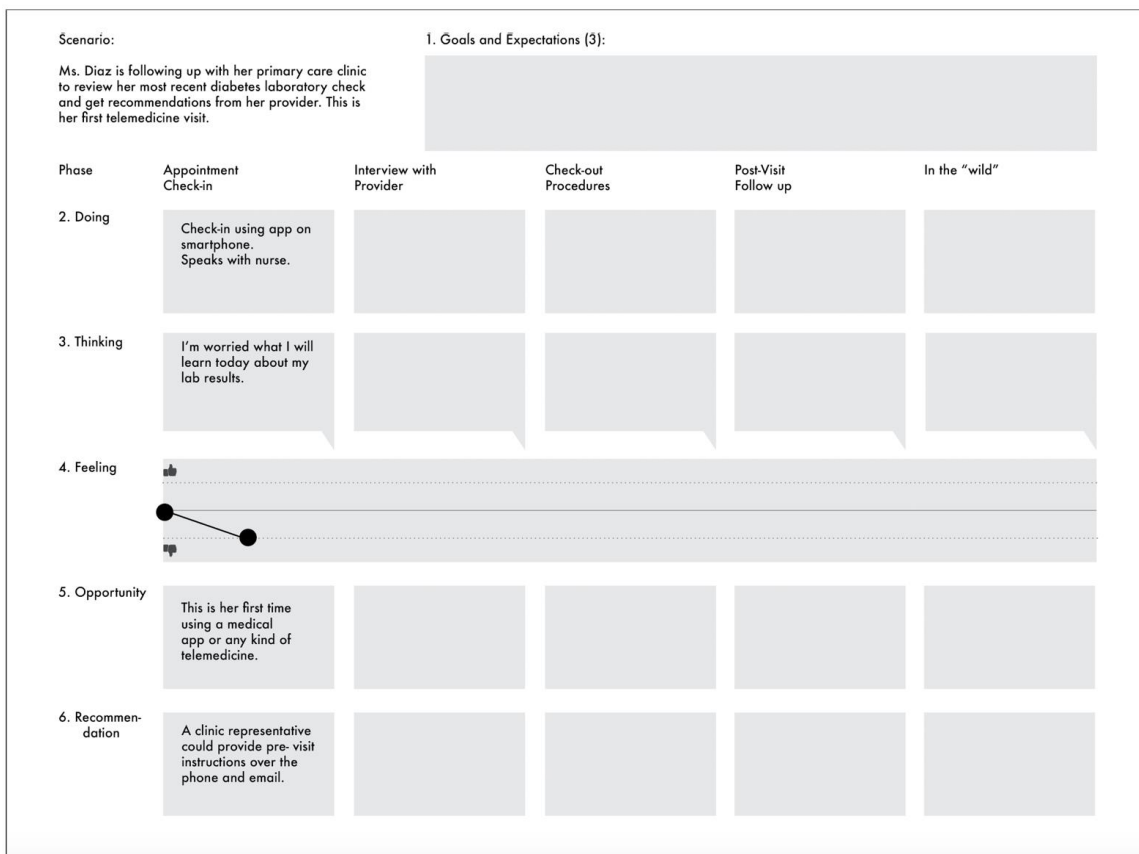 Scenario:
Ms. Diaz is following up with her primary care clinic
to review her most recent diabetes laboratory check
and get recommendations from her provider. This is
her first telemedicine visit.
1. Goals and Expectations (3):
Phase
Appointment
Check-in
Interview with
Provider
Check-out
Procedures
Post-Visit
Follow up
In the “wild”
2. Doing
Check-in using app on
smartphone.
Speaks with nurse.
3. Thinking
I’m worried what I will
learn today about my
lab results.
4. Feeling
5. Opportunity
This is her first time
using a medical
app or any kind of
telemedicine.
6. Recommen-
dation
A clinic representative
could provide pre- visit
instructions over the
phone and email.